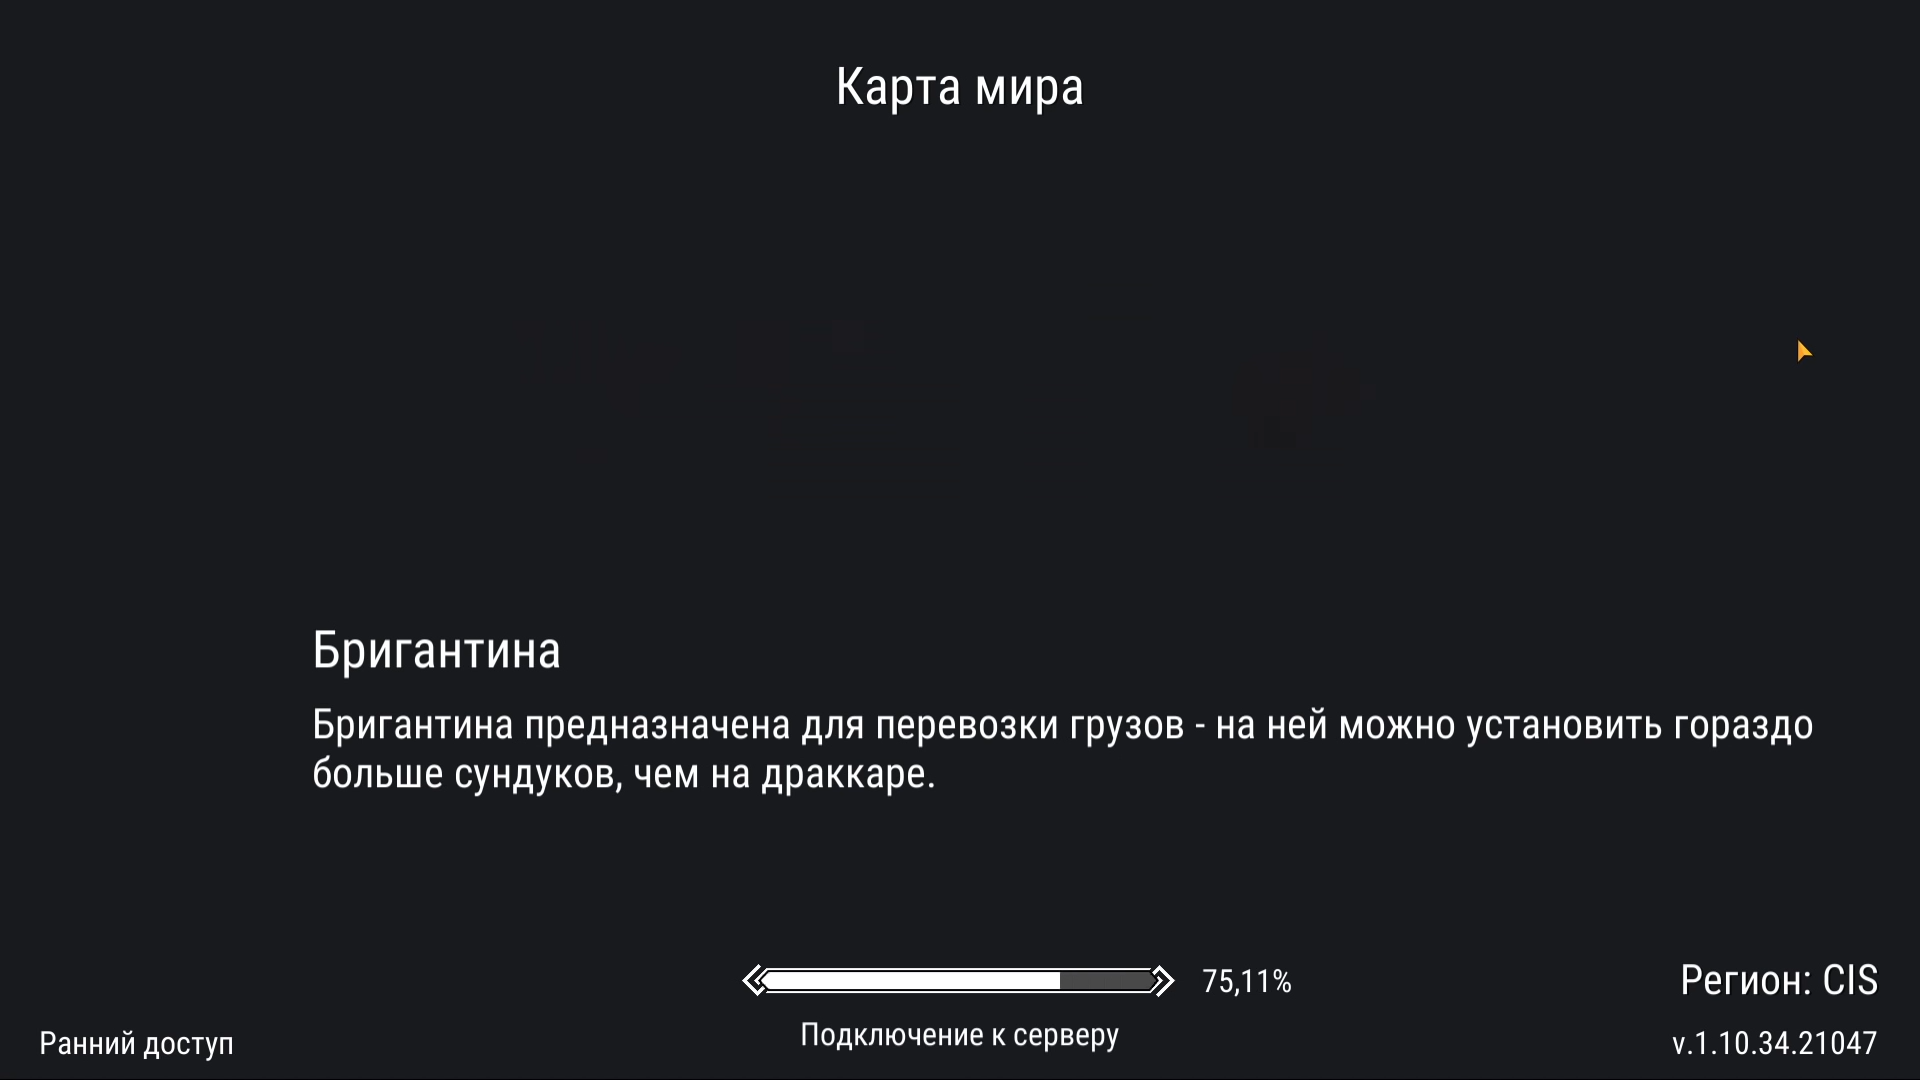 Карта мира
Бригантина
Бригантина предназначена для перевозки грузов - на ней можно установить гораздо
больше сундуков, чем на драккаре.
75,11%
Подключение к серверу
Регион: CIS
Ранний доступ
v.1.10.34.21047